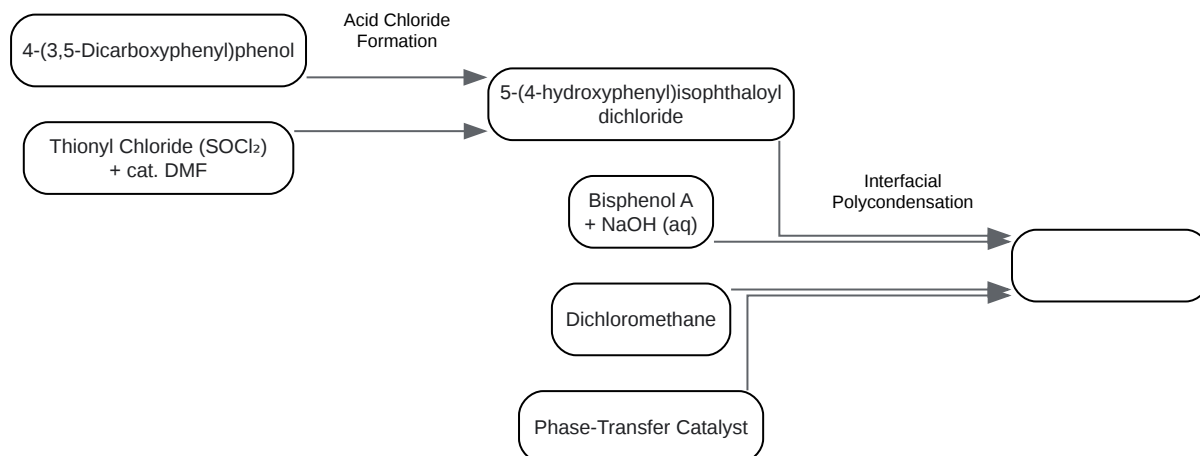 4-(3,5-Dicarboxyphenyl)phenol
Acid Chloride
Formation
Thionyl Chloride (SOCl₂)
+ cat. DMF
5-(4-hydroxyphenyl)isophthaloyl
dichloride
Bisphenol A
+ NaOH (aq)
Interfacial
Polycondensation
Dichloromethane
Phase-Transfer Catalyst